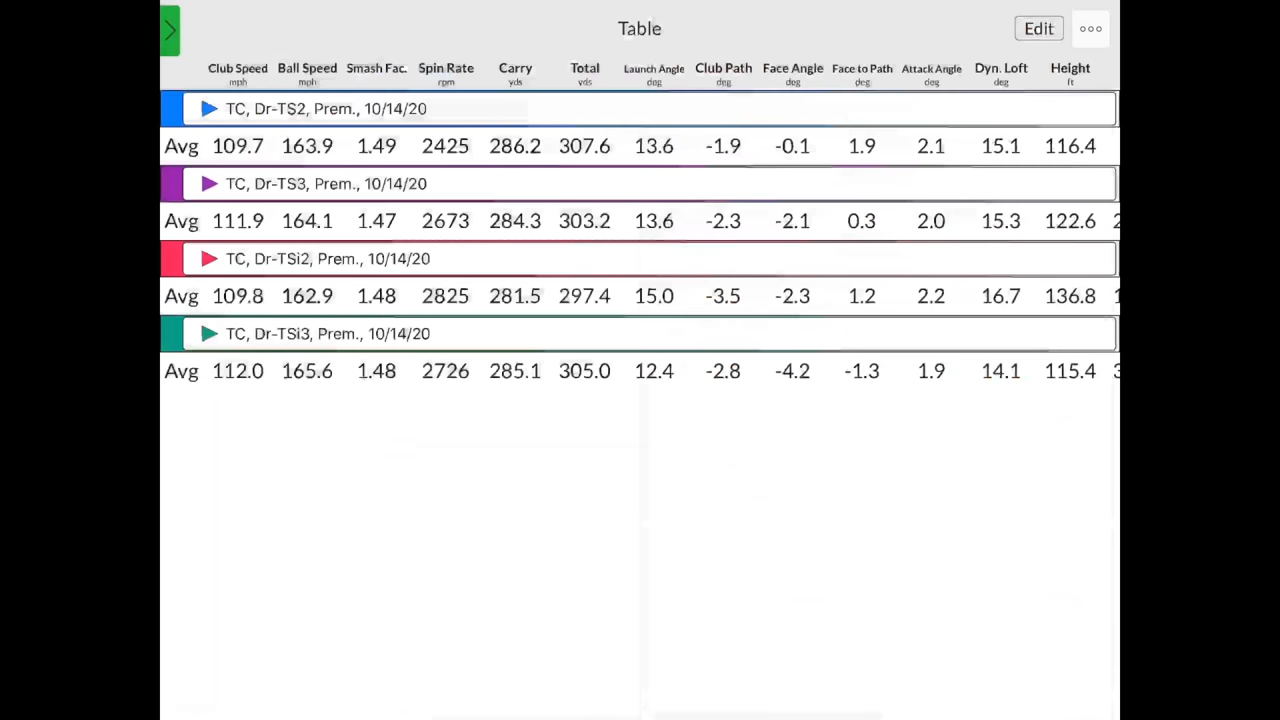 Table
Edit
Club Speed Ball Speed Smash Fac. Spin Rate Carry Total Launch Angle Club Path Face Angle Face to Path Attack Angle Dyn. Loft Height
mph mph rpm yds yds deg deg deg deg deg deg ft
TC, Dr-TS2, Prem., 10/14/20
Avg 109.7 163.9 1.49 2425 286.2 307.6 13.6 -1.9 -0.1 1.9 2.1 15.1 116.4
TC, Dr-TS3, Prem., 10/14/20
Avg 111.9 164.1 1.47 2673 284.3 303.2 13.6 -2.3 -2.1 0.3 2.0 15.3 122.6
TC, Dr-TSi2, Prem., 10/14/20
Avg 109.8 162.9 1.48 2825 281.5 297.4 15.0 -3.5 -2.3 1.2 2.2 16.7 136.8
TC, Dr-TSi3, Prem., 10/14/20
Avg 112.0 165.6 1.48 2726 285.1 305.0 12.4 -2.8 -4.2 -1.3 1.9 14.1 115.4